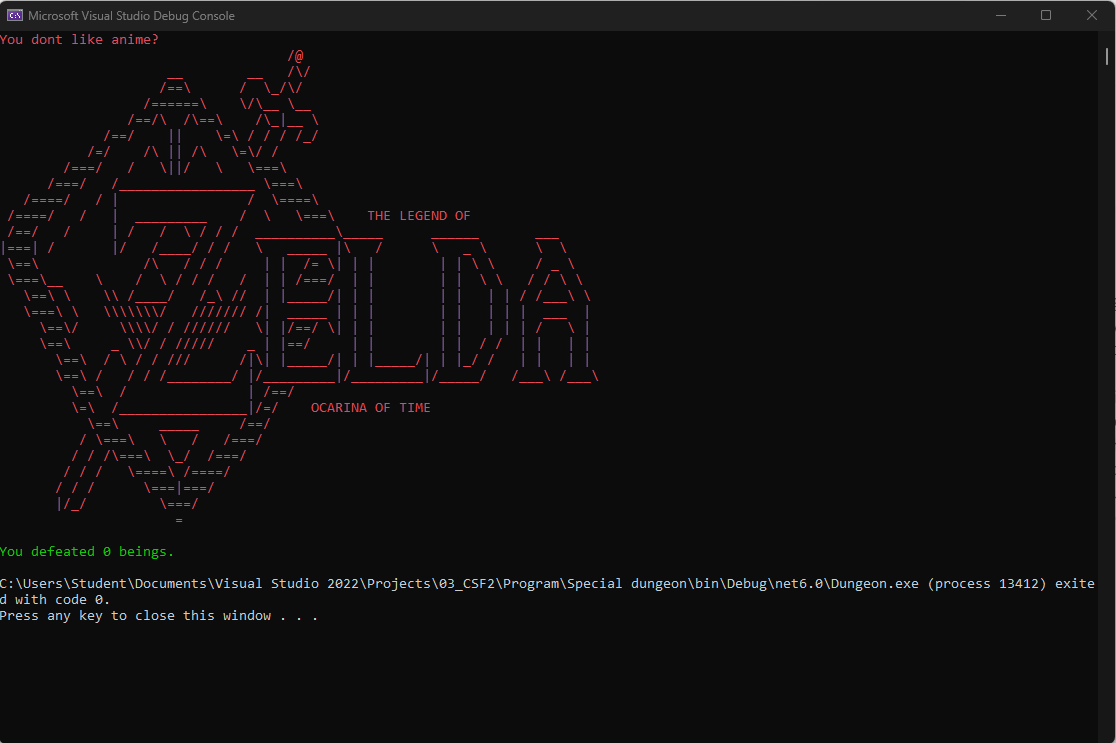 Microsoft Visual Studio Debug Console
You dont like anime?
THE LEGEND OF
ZELDA
OCARINA OF TIME
You defeated 0 beings.
C:\Users\Student\Documents\Visual Studio 2022\Projects\03_CSF2\Program\Special dungeon\bin\Debug\net6.0\Dungeon.exe (process 13412) exite
d with code 0.
Press any key to close this window . . .